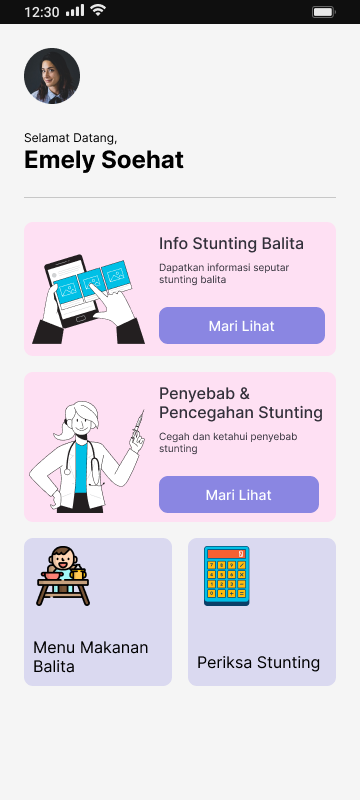 12:30
Selamat Datang,
Emely Soehat
Info Stunting Balita
Dapatkan informasi seputar
stunting balita
Mari Lihat
Penyebab &
Pencegahan Stunting
Cegah dan ketahui penyebab
stunting
Mari Lihat
Menu Makanan
Balita
Periksa Stunting